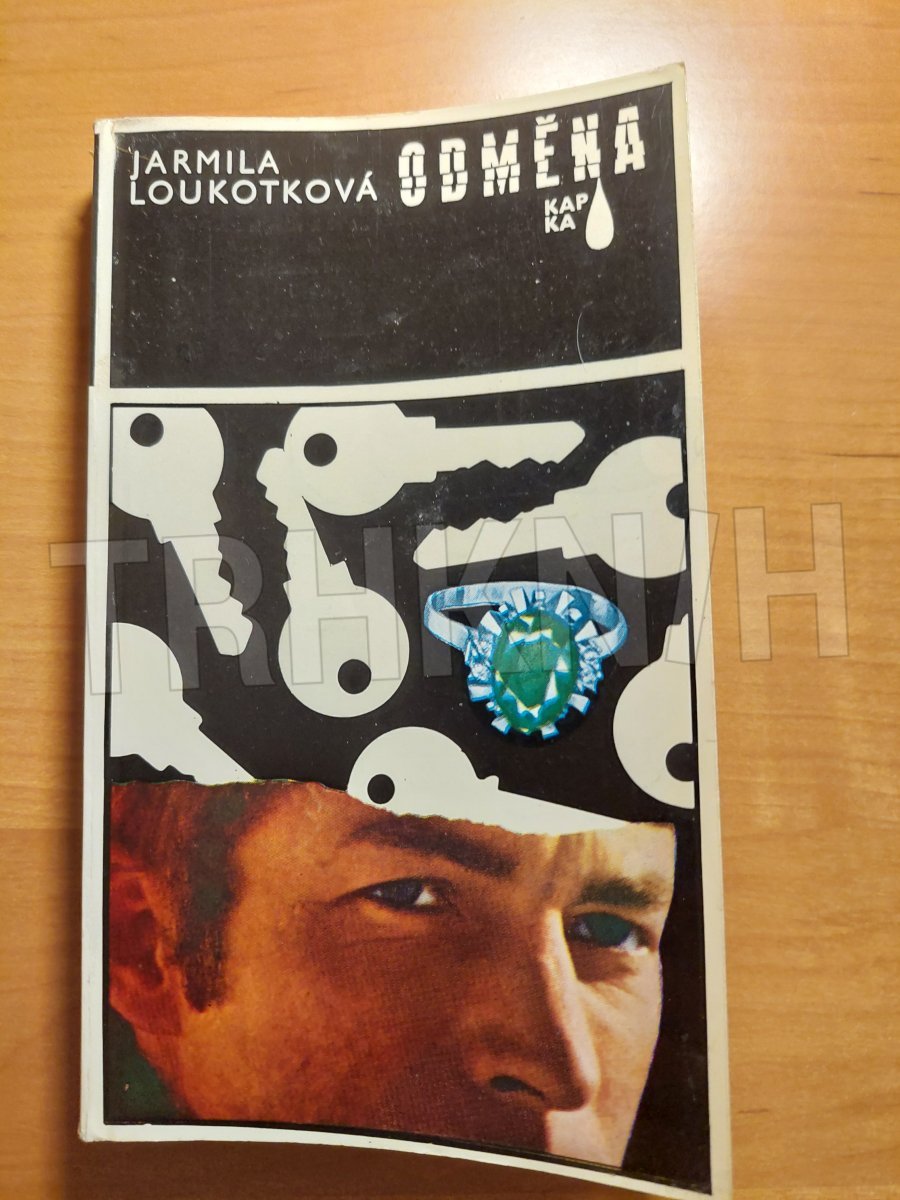 JARMILA
LOUKOTKOVÁ
ODMĚNA
KAP
KA
TRHKNIH